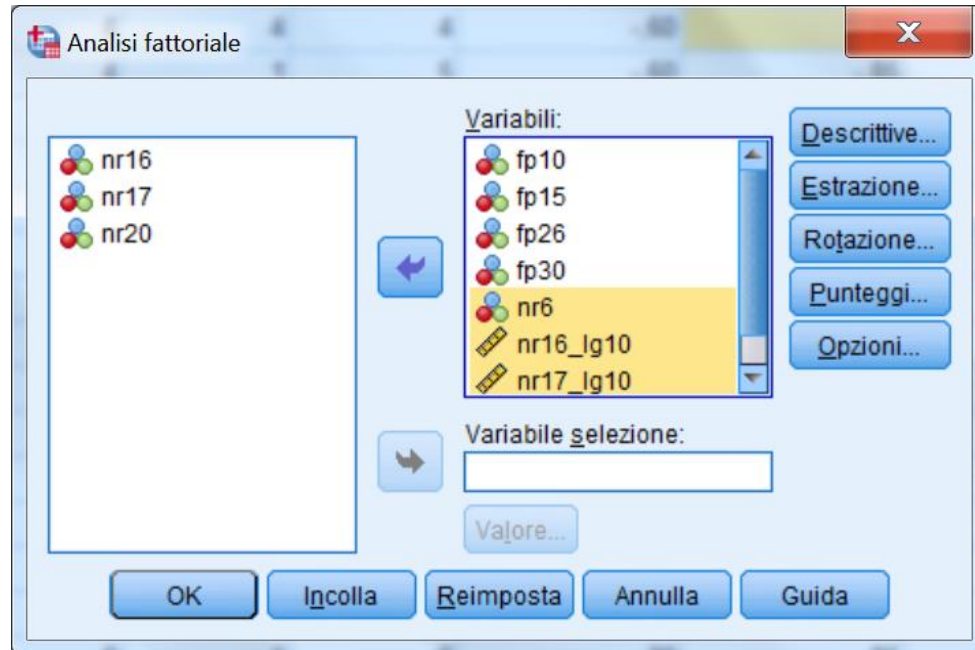 Analisi fattoriale
nr16
nr17
nr20
Variabili:
fp10
fp15
fp26
fp30
nr6
nr16_lg10
nr17_lg10
Variabile selezione:
Valore...
Descrittive...
Estrazione...
Rotazione...
Punteggi...
Opzioni...
OK
Incolla
Reimposta
Annulla
Guida